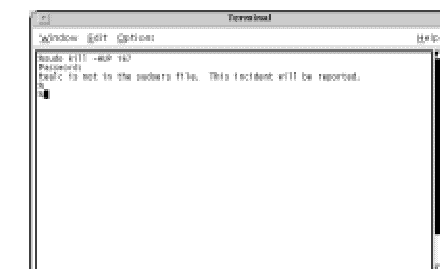 Terminal
Window Edit Options Help
%sudo kill -HUP 167
Password:
is not in the sudoers file. This incident will be reported.
%
%